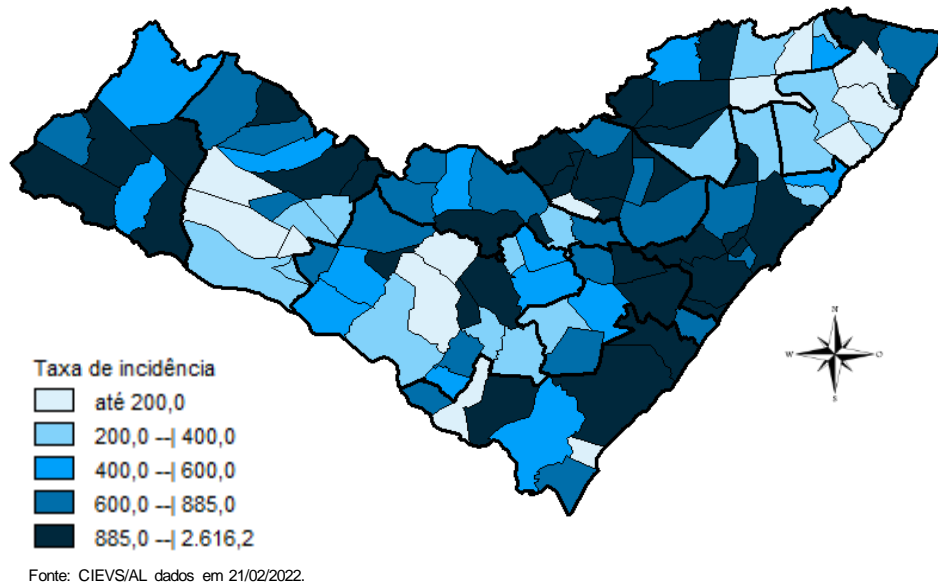 N
W
O
S
Taxa de incidência
até 200,0
200,0 --| 400,0
400,0 --| 600,0
600,0 --| 885,0
885,0 --| 2.616,2
Fonte: CIEVS/AL dados em 21/02/2022.